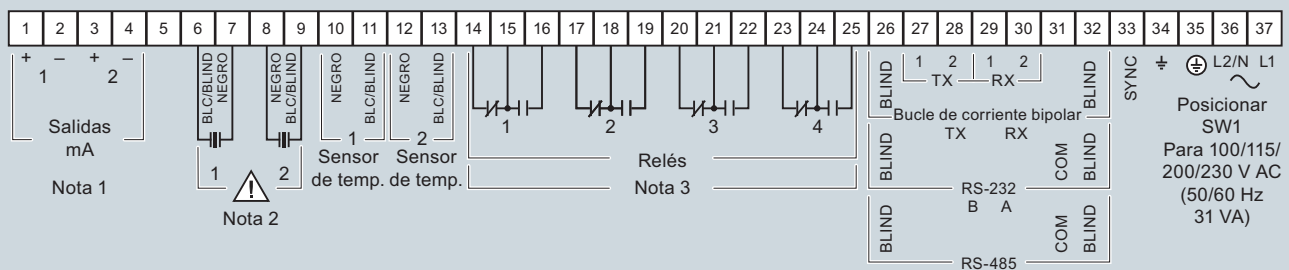 1 2 3 4 5 6 7 8 9 10 11 12 13 14 15 16 17 18 19 20 21 22 23 24 25 26 27 28 29 30 31 32 33 34 35 36 37
+ – + –
1 2
Salidas
mA
Nota 1
BLC/BLIND
NEGRO
NEGRO
BLC/BLIND
1 2
!
Nota 2
NEGRO
BLC/BLIND
1
Sensor
de temp.
NEGRO
BLC/BLIND
2
Sensor
de temp.
1 2 3 4
Relés
Nota 3
BLIND
1 2 1 2
TX RX
BLIND
Bucle de corriente bipolar
BLIND
TX RX
COM
BLIND
RS-232
BLIND
B A
COM
BLIND
RS-485
SYNC
L2/N L1
Posicionar
SW1
Para 100/115/
200/230 V AC
(50/60 Hz
31 VA)